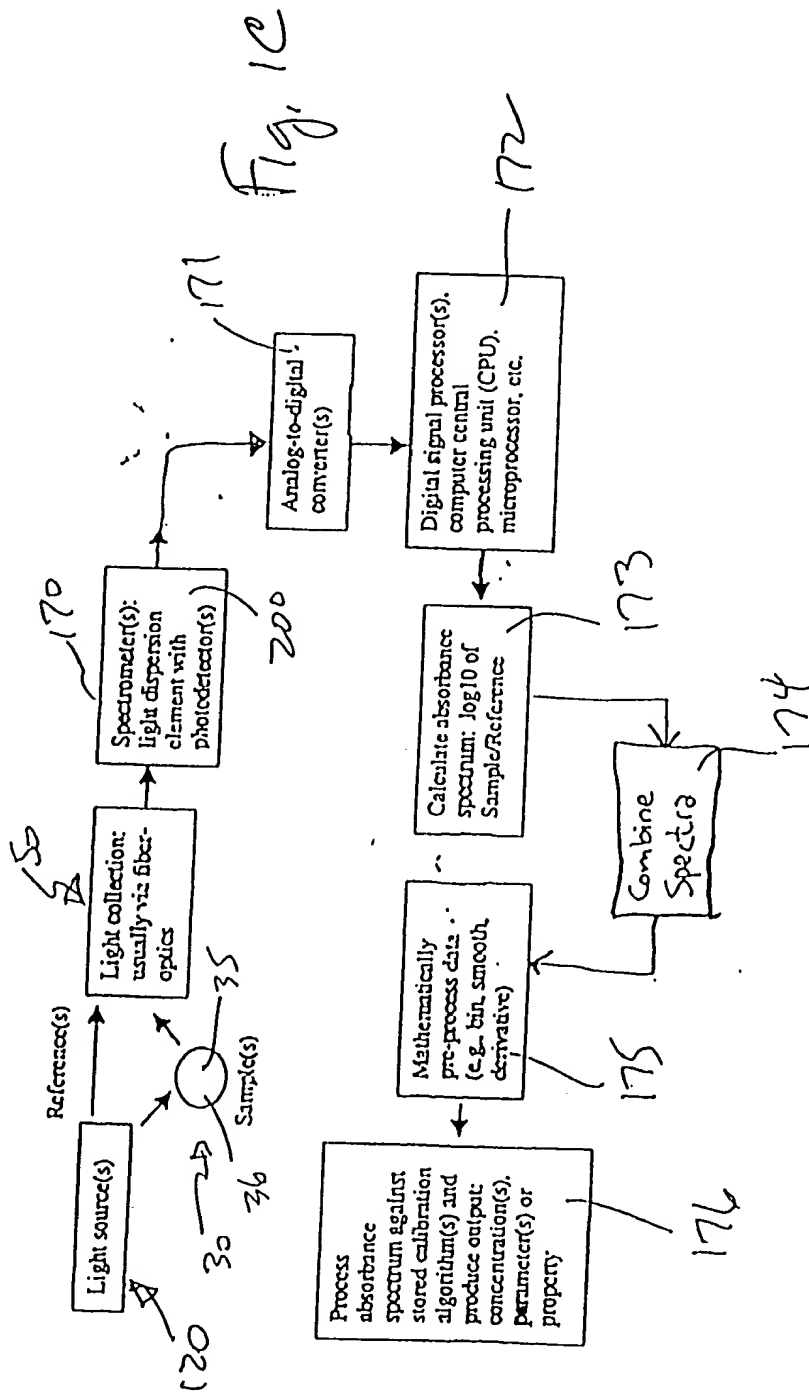 Fig. 1C
120
Light source(s)
Reference(s)
30
36
35
Sample(s)
50
Light collection:
usually via fiber-
optics
170
Spectrometer(s):
light dispersion
element with
photodetector(s)
200
171
Analog-to-digital
converter(s)
Digital signal processor(s),
computer central
processing unit (CPU),
microprocessor, etc.
172
Calculate absorbance
spectrum: log10 of
Sample/Reference
173
Combine
Spectra
174
Mathematically
pre-process data
(e.g., bin, smooth,
derivative)
175
Process
absorbance
spectrum against
stored calibration
algorithm(s) and
produce output:
concentration(s),
parameter(s) or
property
176